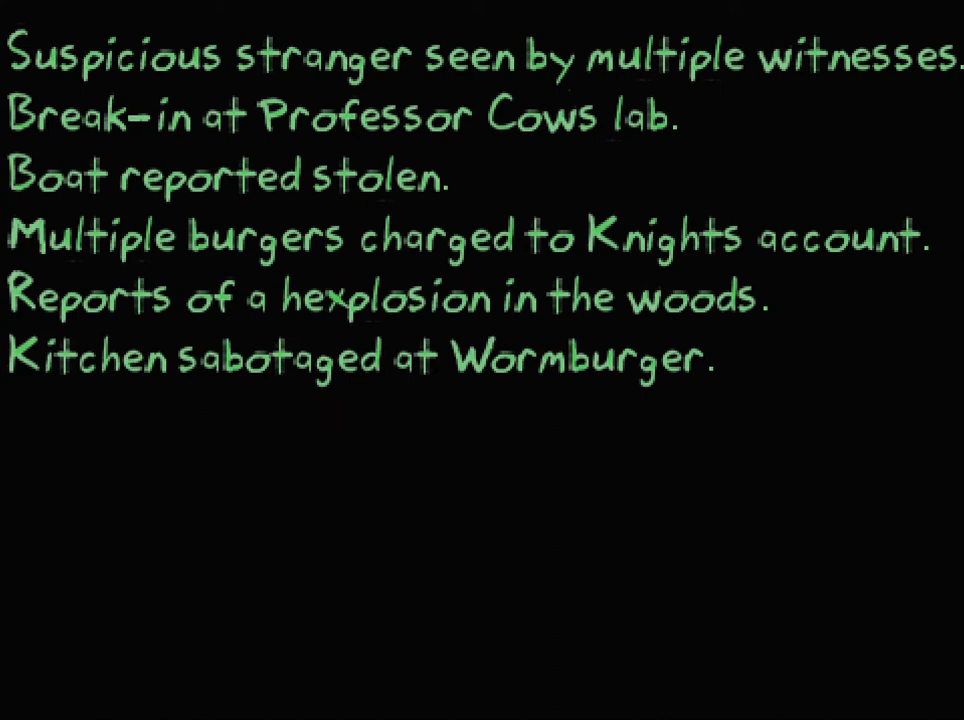 Suspicious stranger seen by multiple witnesses.
Break-in at Professor Cows lab.
Boat reported stolen.
Multiple burgers charged to Knights account.
Reports of a hexplosion in the woods.
Kitchen sabotaged at Wormburger.